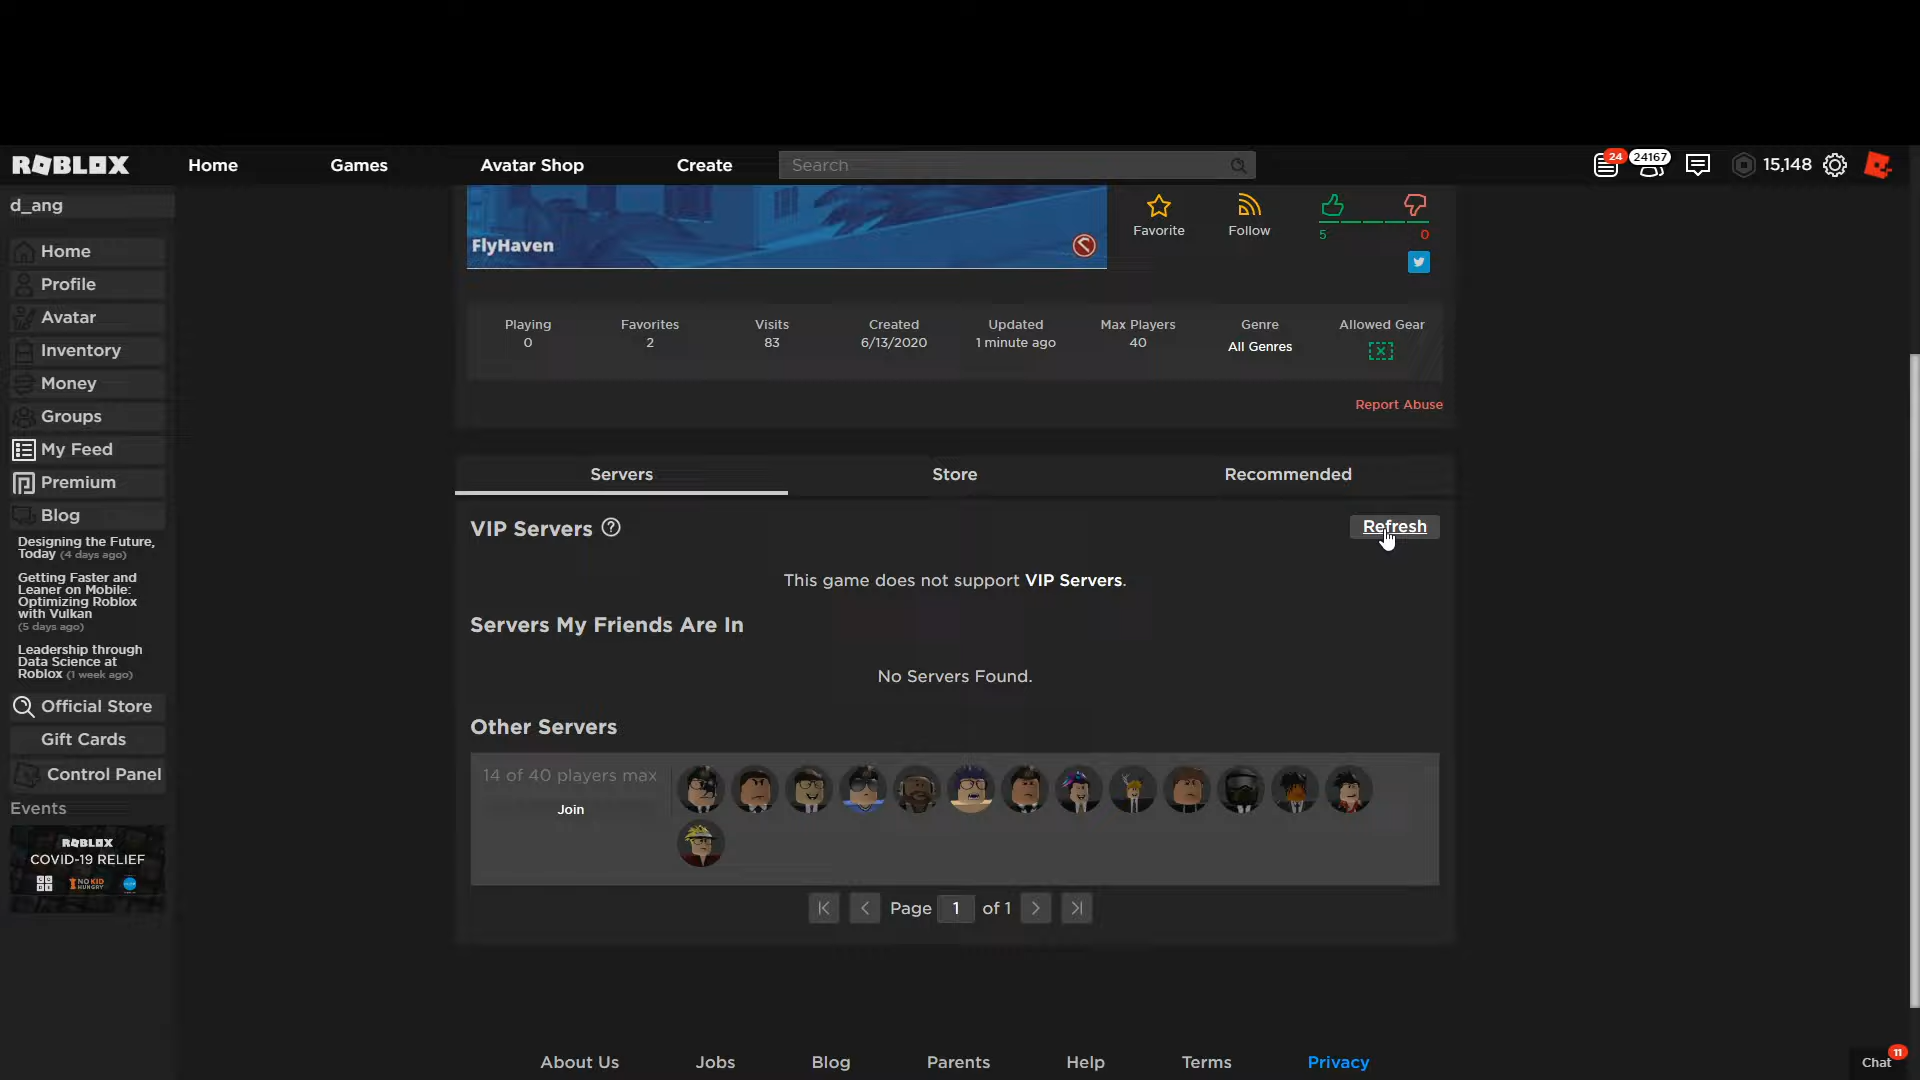 ROBLOX
Home
Games
Avatar Shop
Create
Search
24
24167
15,148
d_ang
Home
Profile
Avatar
Inventory
Money
Groups
My Feed
Premium
Blog
Designing the Future,
Today (4 days ago)
Getting Faster and
Leaner on Mobile:
Optimizing Roblox
with Vulkan
(5 days ago)
Leadership through
Data Science at
Roblox (1 week ago)
Official Store
Gift Cards
Control Panel
Events
ROBLOX
COVID-19 RELIEF
NO KID
HUNGRY
FlyHaven
Favorite
Follow
5
0
Playing
0
Favorites
2
Visits
83
Created
6/13/2020
Updated
1 minute ago
Max Players
40
Genre
All Genres
Allowed Gear
Report Abuse
Servers
Store
Recommended
VIP Servers
Refresh
This game does not support VIP Servers.
Servers My Friends Are In
No Servers Found.
Other Servers
14 of 40 players max
Join
Page 1 of 1
About Us
Jobs
Blog
Parents
Help
Terms
Privacy
Chat
11